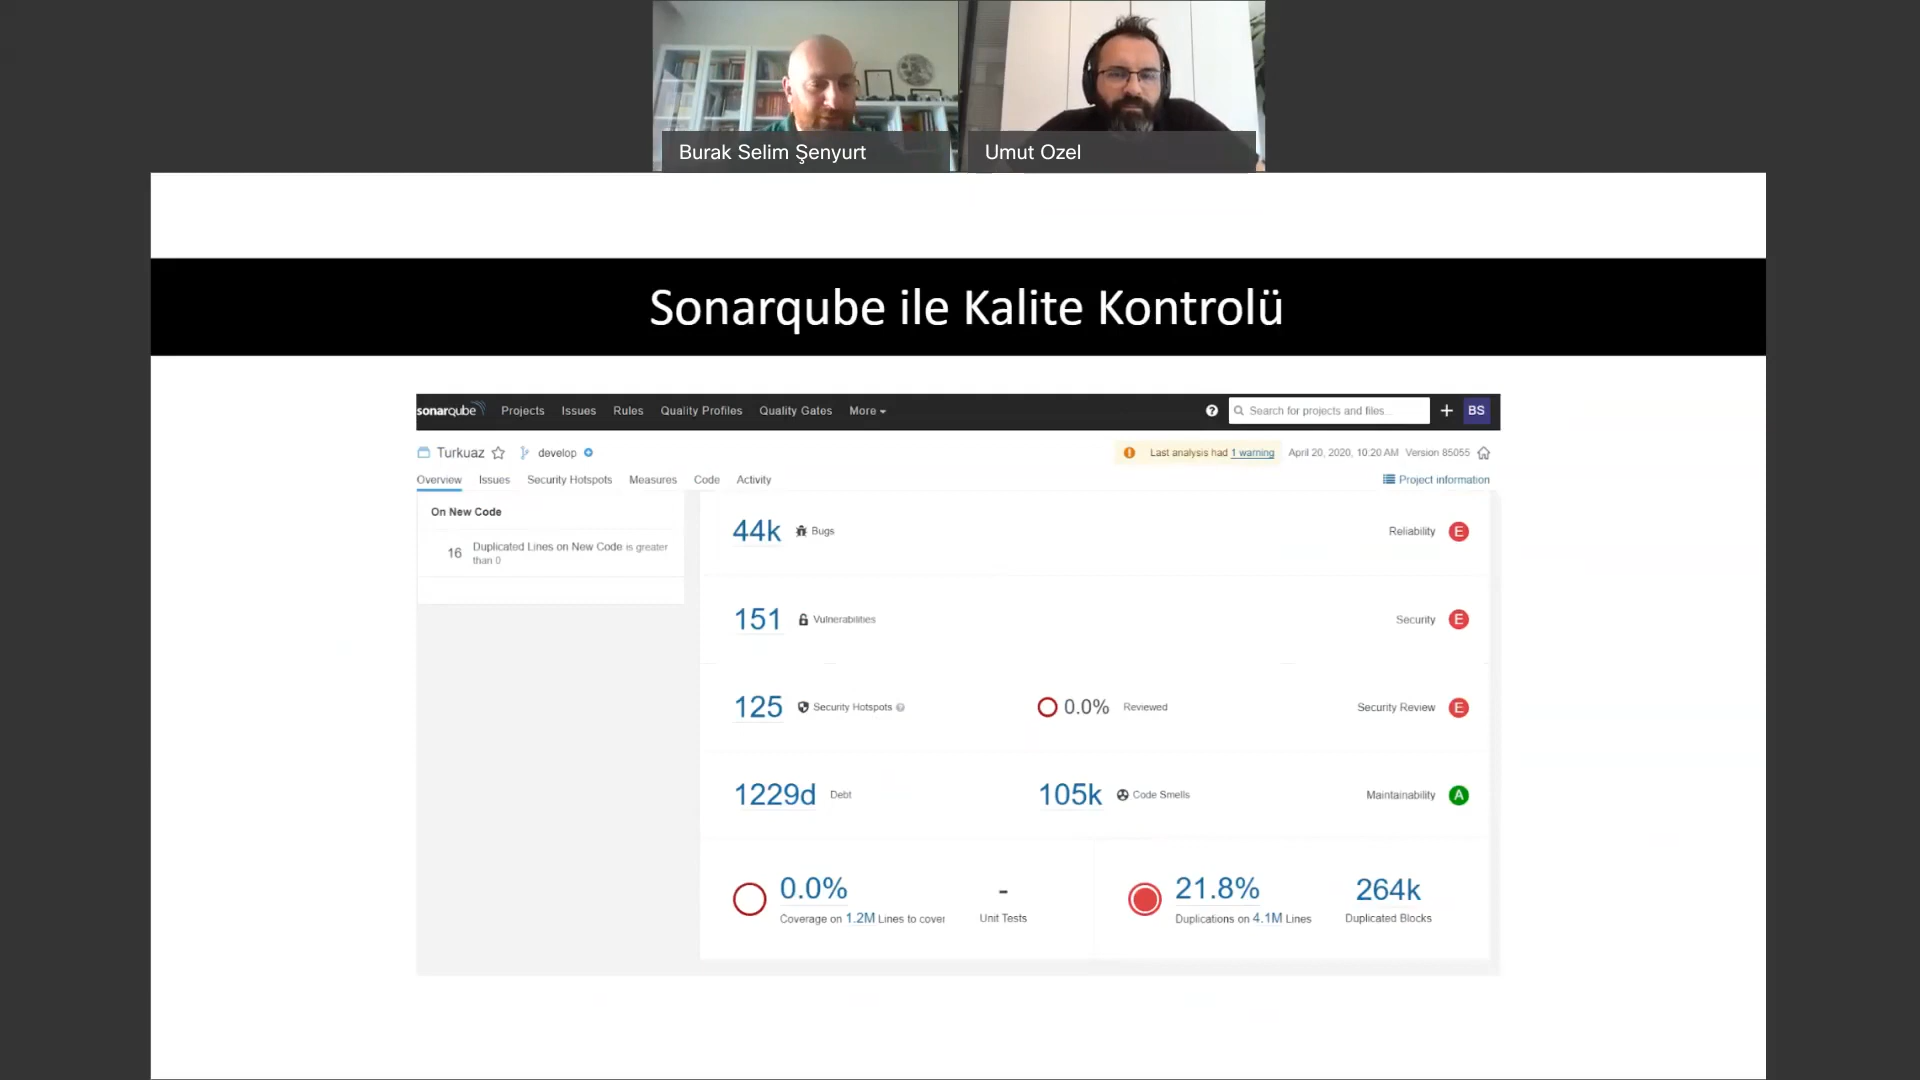 Burak Selim Şenyurt
Umut Ozel
Sonarqube ile Kalite Kontrolü
sonarqube Projects Issues Rules Quality Profiles Quality Gates More Search for projects and files... + BS
Turkuaz develop Last analysis had 1 warning April 20, 2020, 10:20 AM Version 85055
Overview Issues Security Hotspots Measures Code Activity Project information
On New Code
16 Duplicated Lines on New Code is greater
than 0
44k Bugs Reliability E
151 Vulnerabilities Security E
125 Security Hotspots 0.0% Reviewed Security Review E
1229d Debt 105k Code Smells Maintainability A
0.0% - 21.8% 264k
Coverage on 1.2M Lines to cover Unit Tests Duplications on 4.1M Lines Duplicated Blocks